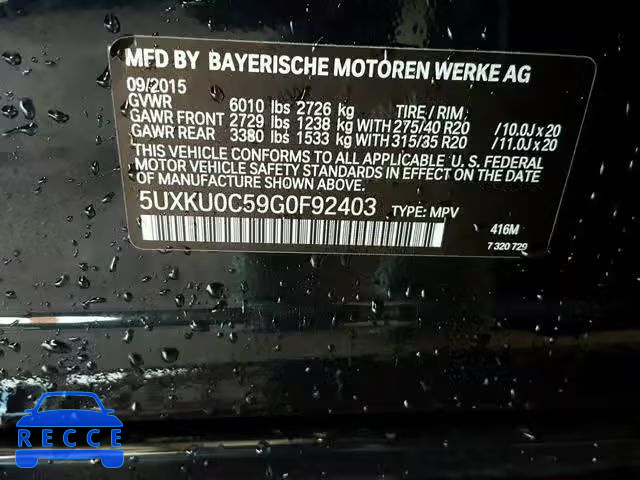 MFD BY BAYERISCHE MOTOREN WERKE AG
09/2015
GVWR 6010 lbs 2726 kg TIRE / RIM
GAWR FRONT 2729 lbs 1238 kg WITH 275/40 R20 / 10.0J x 20
GAWR REAR 3380 lbs 1533 kg WITH 315/35 R20 / 11.0J x 20
THIS VEHICLE CONFORMS TO ALL APPLICABLE U. S. FEDERAL
MOTOR VEHICLE SAFETY STANDARDS IN EFFECT ON THE DATE
OF MANUFACTURE SHOWN ABOVE.
5UXKU0C59G0F92403 TYPE: MPV
416M
7 320 729
RECCE